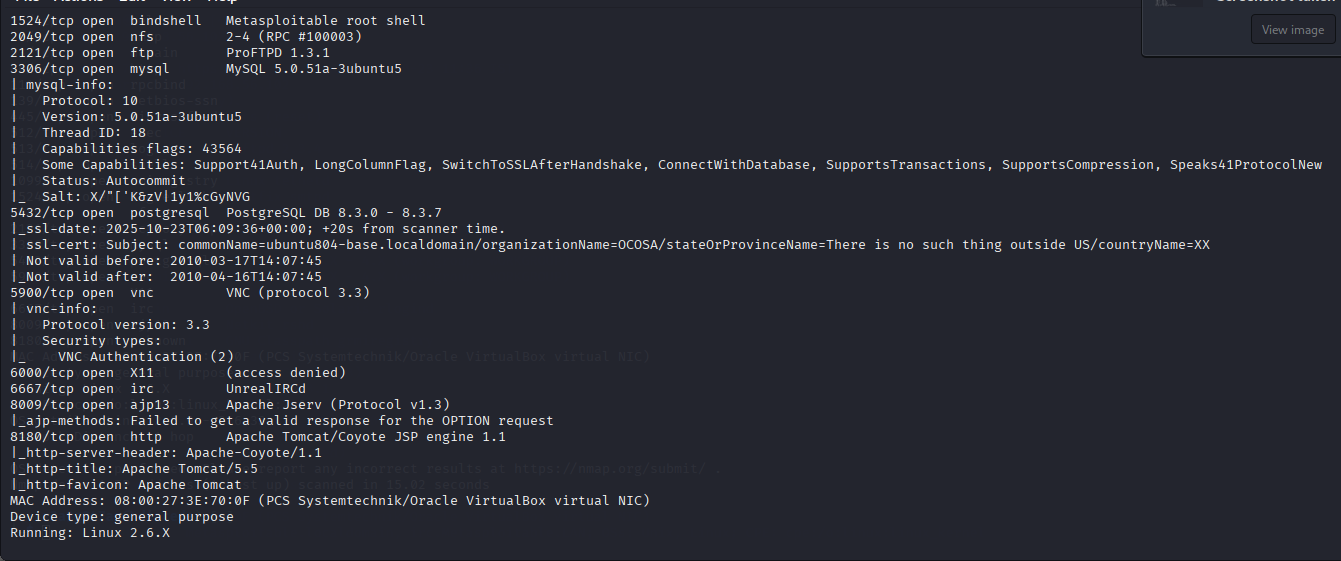 1524/tcp open  bindshell   Metasploitable root shell
2049/tcp open  nfs         2-4 (RPC #100003)
2121/tcp open  ftp         ProFTPD 1.3.1
3306/tcp open  mysql       MySQL 5.0.51a-3ubuntu5
| mysql-info:
|   Protocol: 10
|   Version: 5.0.51a-3ubuntu5
|   Thread ID: 18
|   Capabilities flags: 43564
|   Some Capabilities: Support41Auth, LongColumnFlag, SwitchToSSLAfterHandshake, ConnectWithDatabase, SupportsTransactions, SupportsCompression, Speaks41ProtocolNew
|   Status: Autocommit
|_  Salt: X/"['K&zV|1y1%cGyNVG
5432/tcp open  postgresql  PostgreSQL DB 8.3.0 - 8.3.7
|_ssl-date: 2025-10-23T06:09:36+00:00; +20s from scanner time.
| ssl-cert: Subject: commonName=ubuntu804-base.localdomain/organizationName=OCOSA/stateOrProvinceName=There is no such thing outside US/countryName=XX
| Not valid before: 2010-03-17T14:07:45
|_Not valid after:  2010-04-16T14:07:45
5900/tcp open  vnc         VNC (protocol 3.3)
| vnc-info:
|   Protocol version: 3.3
|   Security types:
|_    VNC Authentication (2)
6000/tcp open  X11         (access denied)
6667/tcp open  irc         UnrealIRCd
8009/tcp open  ajp13       Apache Jserv (Protocol v1.3)
|_ajp-methods: Failed to get a valid response for the OPTION request
8180/tcp open  http        Apache Tomcat/Coyote JSP engine 1.1
|_http-server-header: Apache-Coyote/1.1
|_http-title: Apache Tomcat/5.5
|_http-favicon: Apache Tomcat
MAC Address: 08:00:27:3E:70:0F (PCS Systemtechnik/Oracle VirtualBox virtual NIC)
Device type: general purpose
Running: Linux 2.6.X
View image